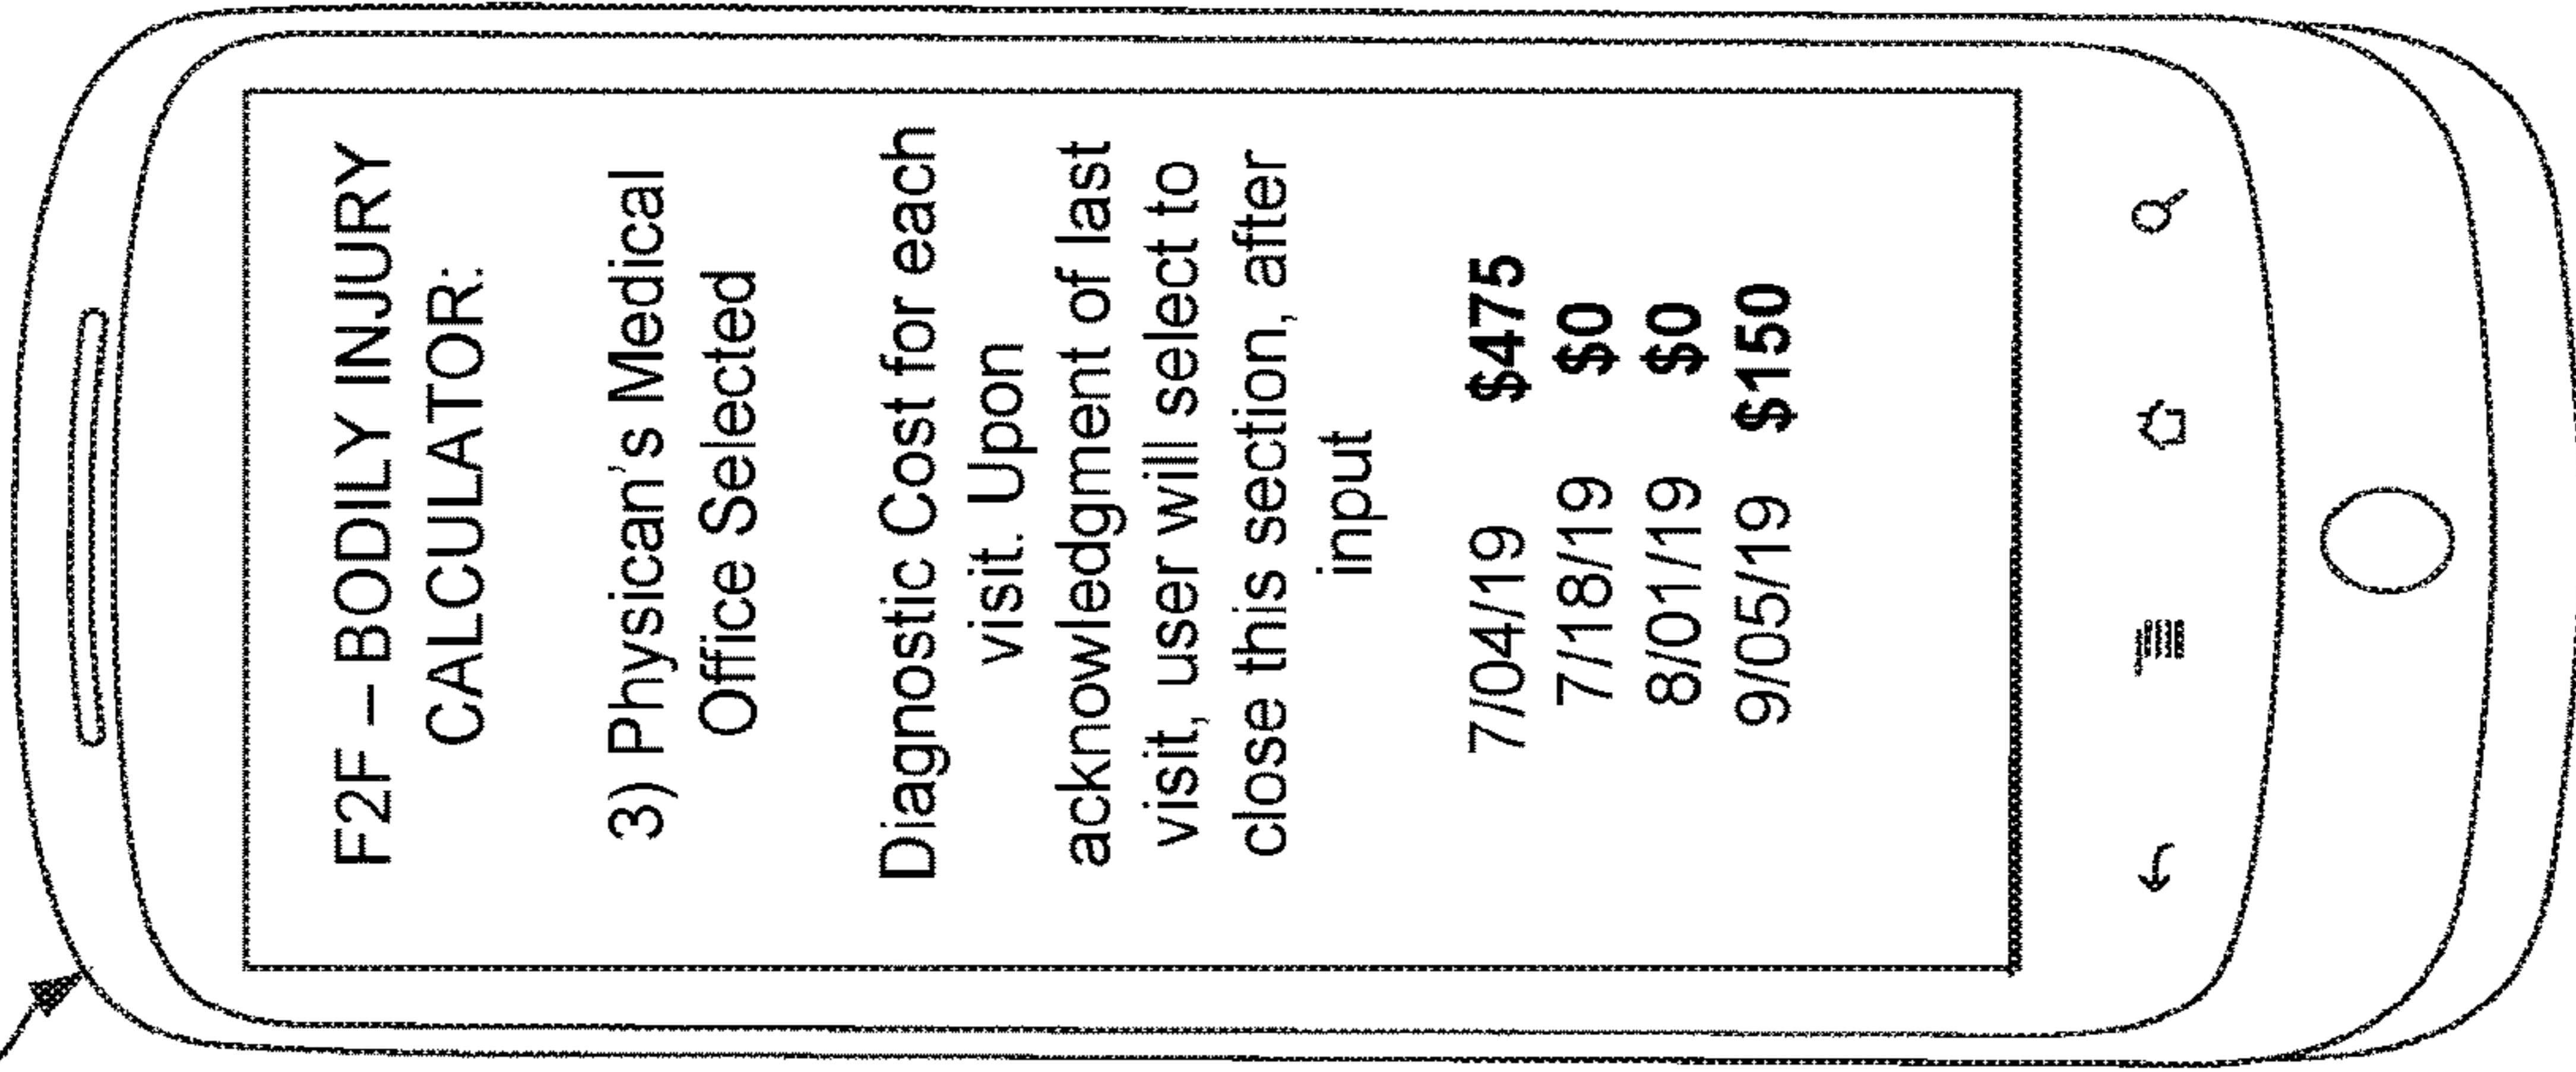 F2F – BODILY INJURY
CALCULATOR:
3) Physican's Medical
Office Selected
Diagnostic Cost for each
visit. Upon
acknowledgment of last
visit, user will select to
close this section, after
input
7/04/19 $475
7/18/19 $0
8/01/19 $0
9/05/19 $150